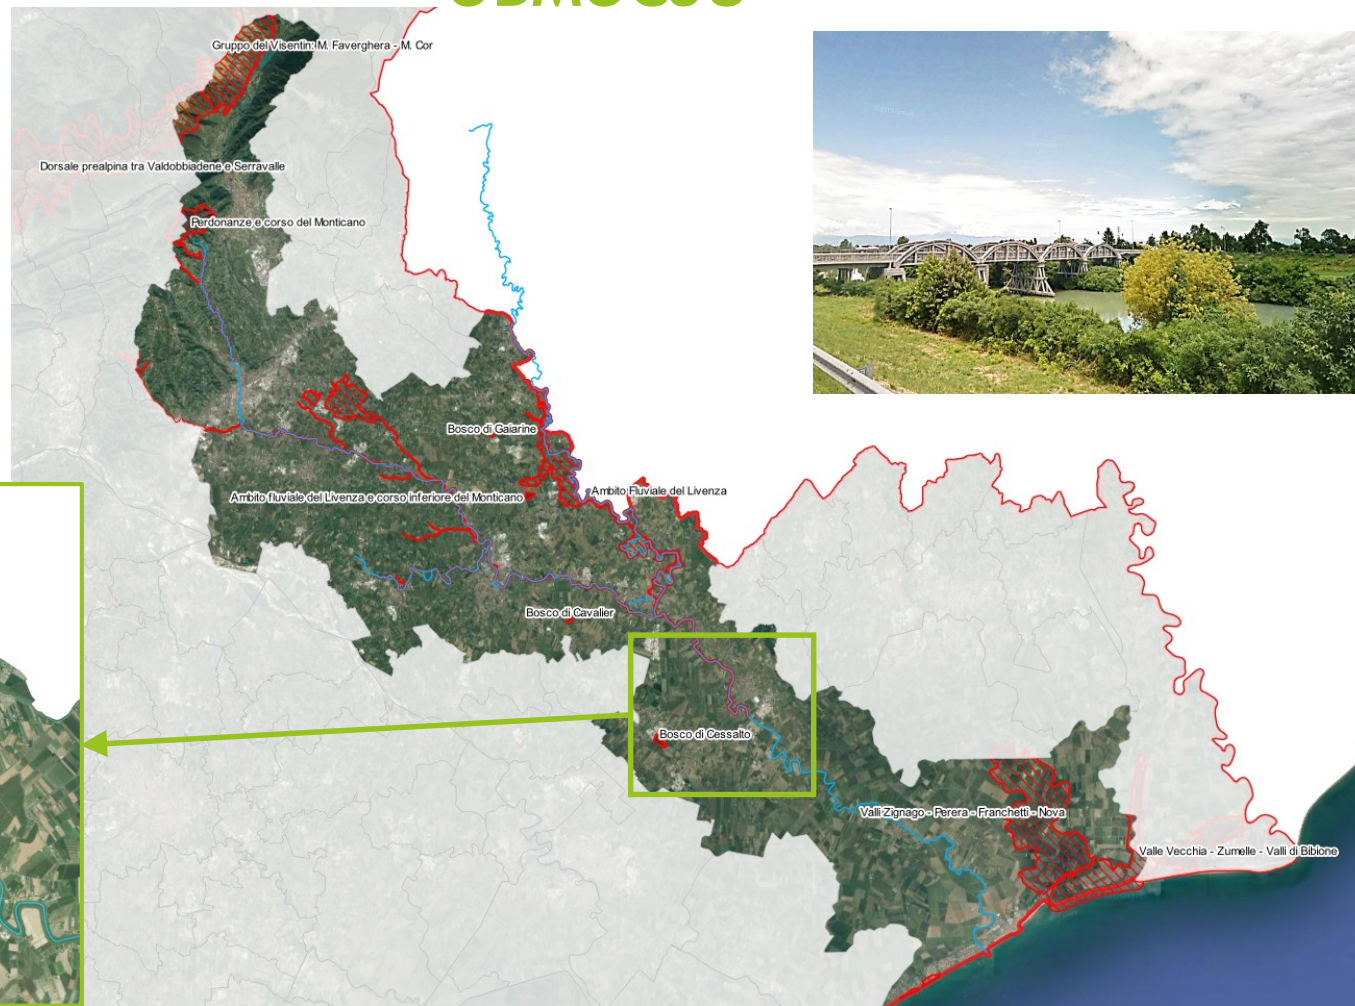 Gruppo del Visentin: M. Faverghera - M. Cor
Dorsale prealpina tra Valdobbiadene e Serravalle
Perdonanze e corso del Monticano
Bosco di Gaiarine
Ambito Fluviale del Livenza
Ambito fluviale del Livenza e corso inferiore del Monticano
Bosco di Cavalier
Bosco di Cessalto
Valli Zignago - Perera - Franchetti - Nova
Valle Vecchia - Zumelle - Valli di Bibione